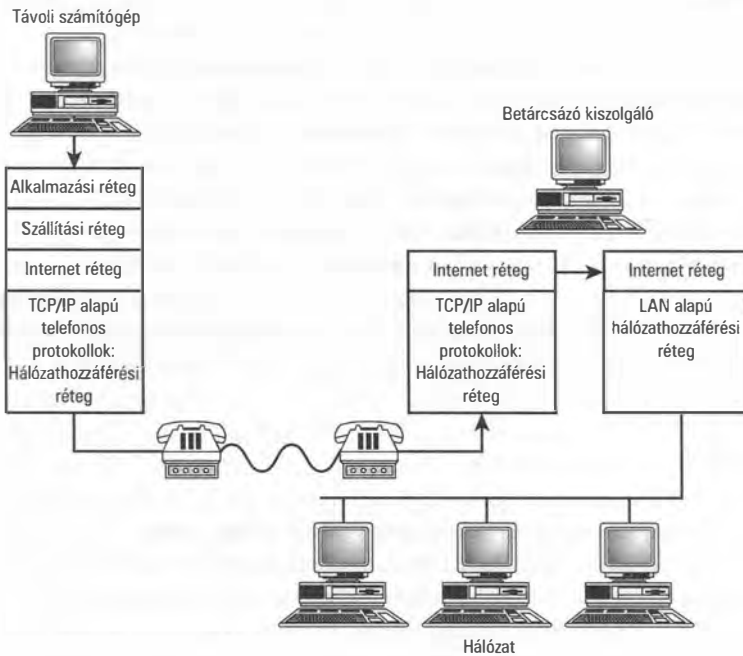 Távoli számítógép
Alkalmazási réteg
Szállítási réteg
Internet réteg
TCP/IP alapú
telefonos
protokollok:
Hálózathozzáférési
réteg
Betárcsázó kiszolgáló
Internet réteg
TCP/IP alapú
telefonos
protokollok:
Hálózathozzáférési
réteg
Internet réteg
LAN alapú
hálózathozzáférési
réteg
Hálózat